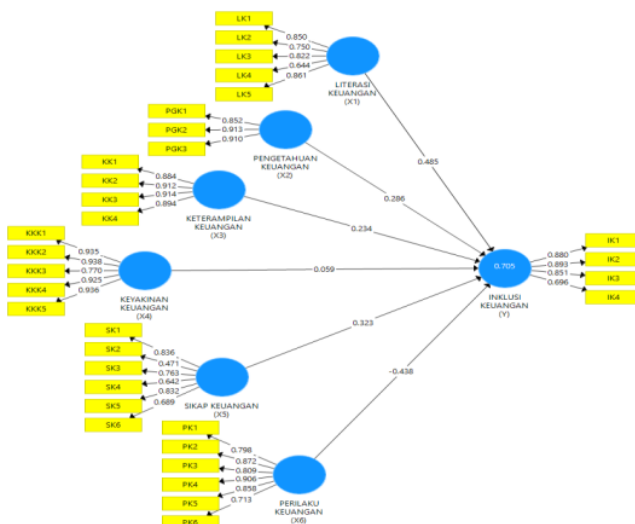 LK1
0.850
LK2
0.750
LK3
0.822
LK4
0.644
LK5
0.861
LITERASI
KEUANGAN
(X1)
PGK1
0.852
PGK2
0.913
PGK3
0.910
PENGETAHUAN
KEUANGAN
(X2)
0.485
KK1
0.884
KK2
0.912
KK3
0.914
KK4
0.894
KETERAMPILAN
KEUANGAN
(X3)
0.286
0.234
KKK1
0.935
KKK2
0.938
KKK3
0.770
KKK4
0.925
KKK5
0.936
KEYAKINAN
KEUANGAN
(X4)
0.059
0.705
INKLUSI
KEUANGAN
(Y)
0.880
IK1
0.893
IK2
0.851
IK3
0.696
IK4
SK1
0.836
SK2
0.471
SK3
0.763
SK4
0.642
SK5
0.832
SK6
0.689
SIKAP KEUANGAN
(X5)
0.323
-0.438
PK1
0.798
PK2
0.872
PK3
0.809
PK4
0.906
PK5
0.858
PK6
0.713
PERILAKU
KEUANGAN
(X6)